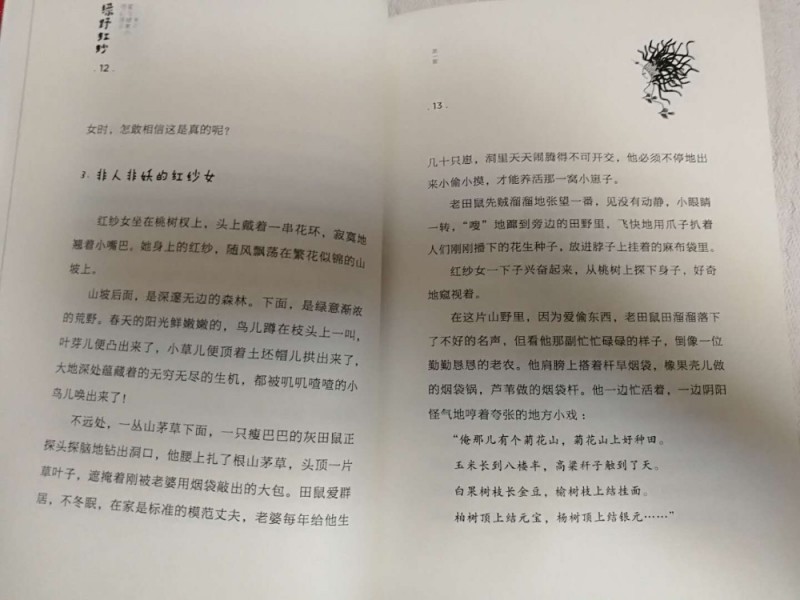 绿野红纱
. 12 .
女时，怎敢相信这是真的呢？
3. 非人非妖的红纱女
红纱女坐在桃树杈上，头上戴着一串花环，寂寞地
翘着小嘴巴。她身上的红纱，随风飘荡在繁花似锦的山
坡上。
山坡后面，是深邃无边的森林。下面，是绿意渐浓
的荒野。春天的阳光鲜嫩嫩的，鸟儿蹲在枝头上一叫，
叶芽儿便凸出来了，小草儿便顶着土坯帽儿拱出来了，
大地深处蕴藏着的无穷无尽的生机，都被叽叽喳喳的小
鸟儿唤出来了！
不远处，一丛山茅草下面，一只瘦巴巴的灰田鼠正
探头探脑地钻出洞口，他腰上扎了根山茅草，头顶一片
草叶子，遮掩着刚被老婆用烟袋敲出的大包。田鼠爱群
居，不冬眠，在家是标准的模范丈夫，老婆每年给他生
第一章
. 13 .
几十只崽，洞里天天闹腾得不可开交，他必须不停地出
来小偷小摸，才能养活那一窝小崽子。
老田鼠先贼溜溜地张望一番，见没有动静，小眼睛
一转，“嗖”地蹿到旁边的田野里，飞快地用爪子扒着
人们刚刚播下的花生种子，放进脖子上挂着的麻布袋里。
红纱女一下子兴奋起来，从桃树上探下身子，好奇
地窥视着。
在这片山野里，因为爱偷东西，老田鼠田溜溜落下
了不好的名声，但看他那副忙忙碌碌的样子，倒像一位
勤勤恳恳的老农。他肩膀上搭着杆旱烟袋，橡果壳儿做
的烟袋锅，芦苇做的烟袋杆。他一边忙活着，一边阴阳
怪气地哼着夸张的地方小戏：
“俺那儿有个菊花山，菊花山上好种田。
玉米长到八楼半，高粱秆子触到了天。
白果树枝长金豆，榆树枝上结挂面。
柏树顶上结元宝，杨树顶上结银元……”